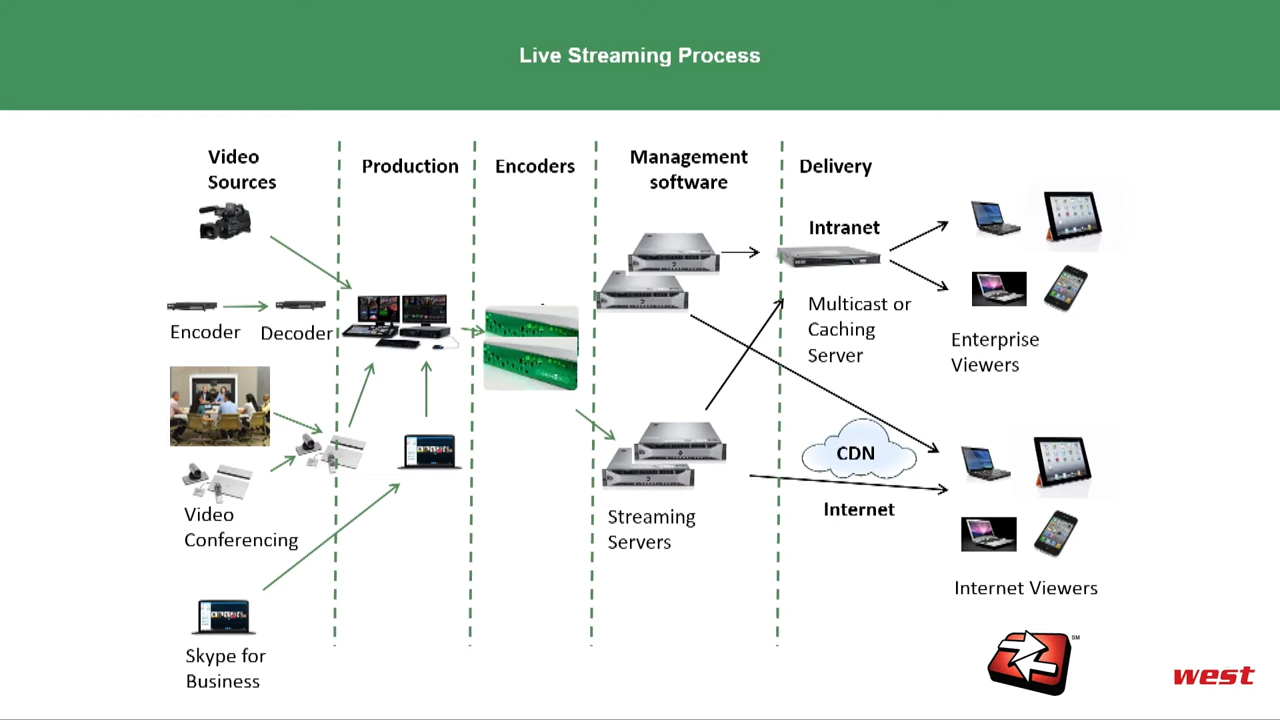 Live Streaming Process
Video
Sources
Production
Encoders
Management
software
Delivery
Intranet
Encoder
Decoder
Multicast or
Caching
Server
Enterprise
Viewers
CDN
Internet
Video
Conferencing
Streaming
Servers
Internet Viewers
Skype for
Business
SM
west